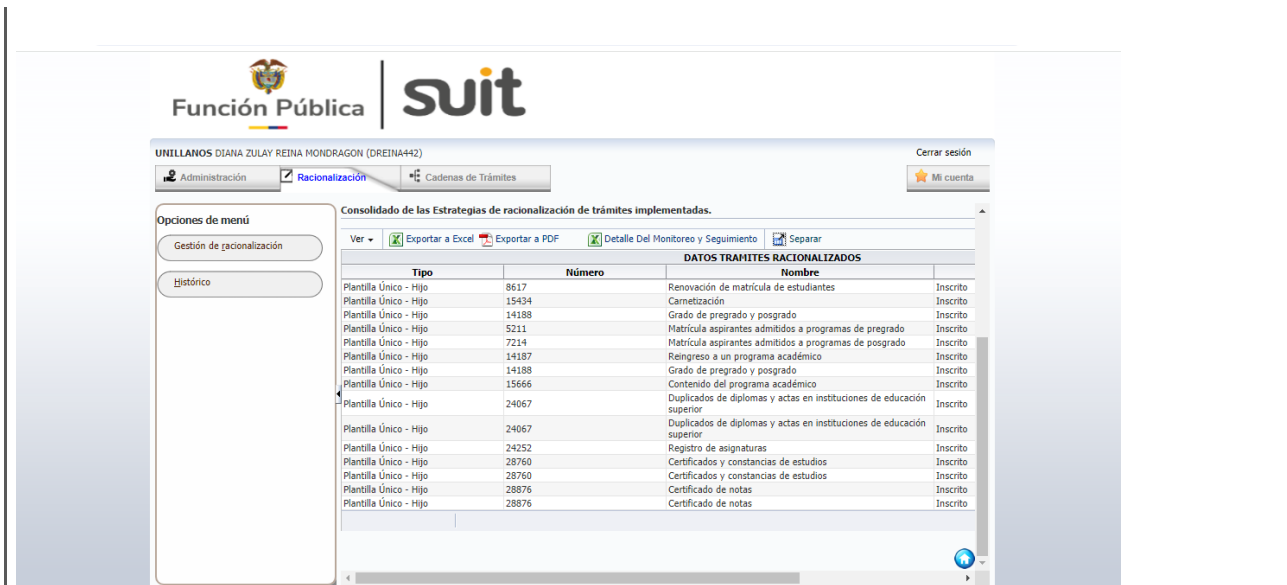 Función Pública
suit
UNILLANOS DIANA ZULAY REINA MONDRAGON (DREINA442)
Cerrar sesión
Administración Racionalización Cadenas de Trámites Mi cuenta
Opciones de menú
Gestión de racionalización
Histórico
Consolidado de las Estrategias de racionalización de trámites implementadas.
Ver Exportar a Excel Exportar a PDF Detalle Del Monitoreo y Seguimiento Separar
DATOS TRAMITES RACIONALIZADOS
Tipo Número Nombre
Plantilla Único - Hijo 8617 Renovación de matrícula de estudiantes Inscrito
Plantilla Único - Hijo 15434 Carnetización Inscrito
Plantilla Único - Hijo 14188 Grado de pregrado y posgrado Inscrito
Plantilla Único - Hijo 5211 Matrícula aspirantes admitidos a programas de pregrado Inscrito
Plantilla Único - Hijo 7214 Matrícula aspirantes admitidos a programas de posgrado Inscrito
Plantilla Único - Hijo 14187 Reingreso a un programa académico Inscrito
Plantilla Único - Hijo 14188 Grado de pregrado y posgrado Inscrito
Plantilla Único - Hijo 15666 Contenido del programa académico Inscrito
Plantilla Único - Hijo 24067 Duplicados de diplomas y actas en instituciones de educación
superior Inscrito
Plantilla Único - Hijo 24067 Duplicados de diplomas y actas en instituciones de educación
superior Inscrito
Plantilla Único - Hijo 24252 Registro de asignaturas Inscrito
Plantilla Único - Hijo 28760 Certificados y constancias de estudios Inscrito
Plantilla Único - Hijo 28760 Certificados y constancias de estudios Inscrito
Plantilla Único - Hijo 28876 Certificado de notas Inscrito
Plantilla Único - Hijo 28876 Certificado de notas Inscrito